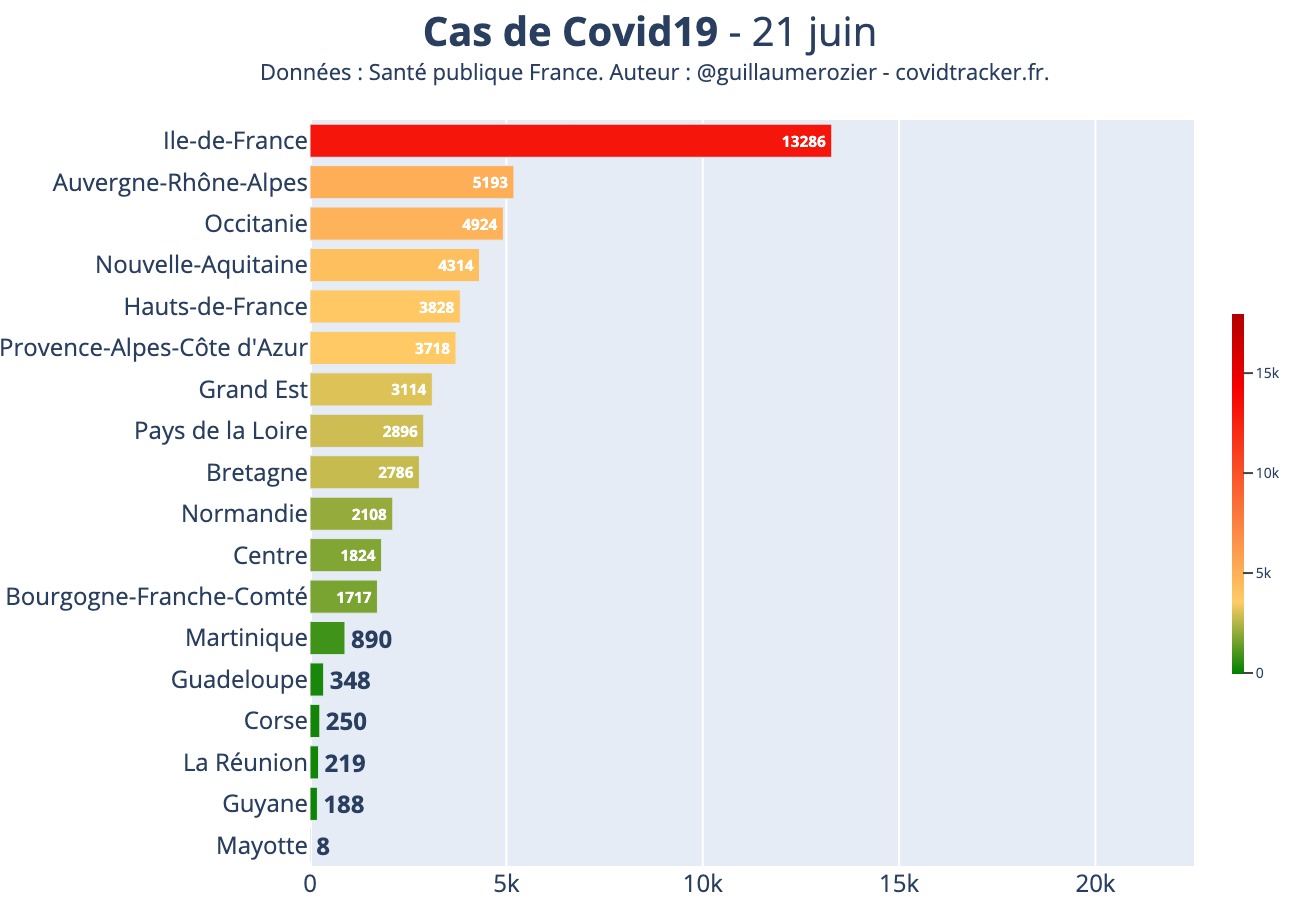 Cas de Covid19 - 21 juin
Données : Santé publique France. Auteur : @guillaumerozier - covidtracker.fr.
Ile-de-France 13286
Auvergne-Rhône-Alpes 5193
Occitanie 4924
Nouvelle-Aquitaine 4314
Hauts-de-France 3828
Provence-Alpes-Côte d'Azur 3718
Grand Est 3114
Pays de la Loire 2896
Bretagne 2786
Normandie 2108
Centre 1824
Bourgogne-Franche-Comté 1717
Martinique 890
Guadeloupe 348
Corse 250
La Réunion 219
Guyane 188
Mayotte 8
0 5k 10k 15k 20k
15k
10k
5k
0